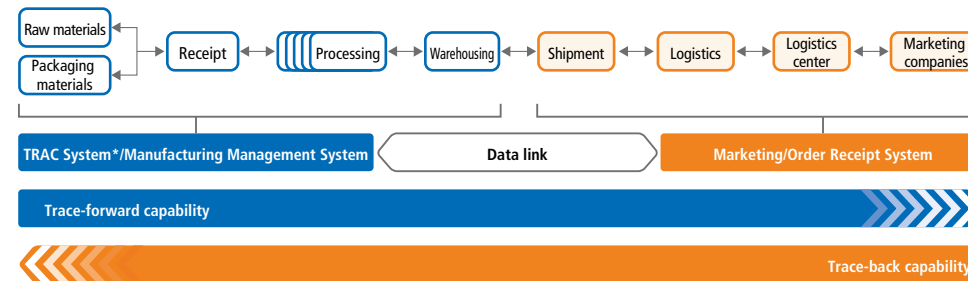 Raw materials
Packaging
materials
Receipt
Processing
Warehousing
Shipment
Logistics
Logistics
center
Marketing
companies
TRAC System*/Manufacturing Management System
Data link
Marketing/Order Receipt System
Trace-forward capability
Trace-back capability